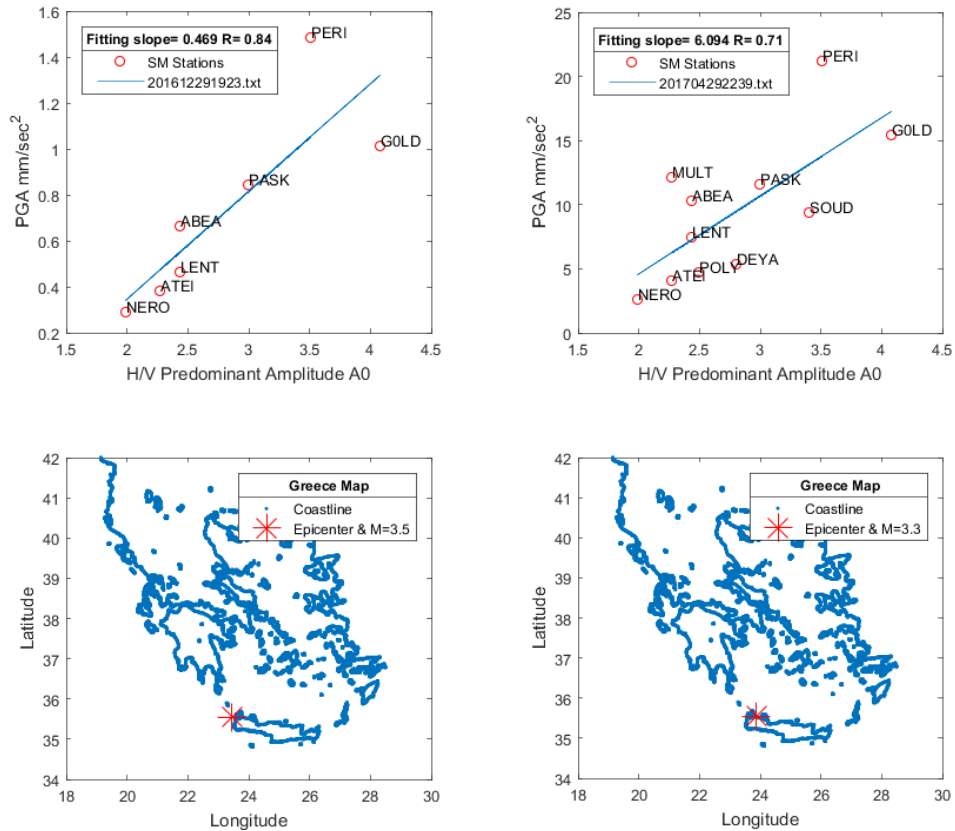 Fitting slope= 0.469 R= 0.84
SM Stations
201612291923.txt
PERI
G0LD
PASK
ABEA
LENT
ATEI
NERO
1.6
1.4
1.2
1
0.8
0.6
0.4
0.2
PGA mm/sec2
1.5 2 2.5 3 3.5 4 4.5
H/V Predominant Amplitude A0
Fitting slope= 6.094 R= 0.71
SM Stations
201704292239.txt
PERI
G0LD
MULT
PASK
ABEA
SOUD
LENT
DEYA
POLY
ATEI
NERO
25
20
15
10
5
0
PGA mm/sec2
1.5 2 2.5 3 3.5 4 4.5
H/V Predominant Amplitude A0
Greece Map
Coastline
Epicenter & M=3.5
42
41
40
39
38
37
36
35
34
Latitude
18 20 22 24 26 28 30
Longitude
Greece Map
Coastline
Epicenter & M=3.3
42
41
40
39
38
37
36
35
34
Latitude
18 20 22 24 26 28 30
Longitude